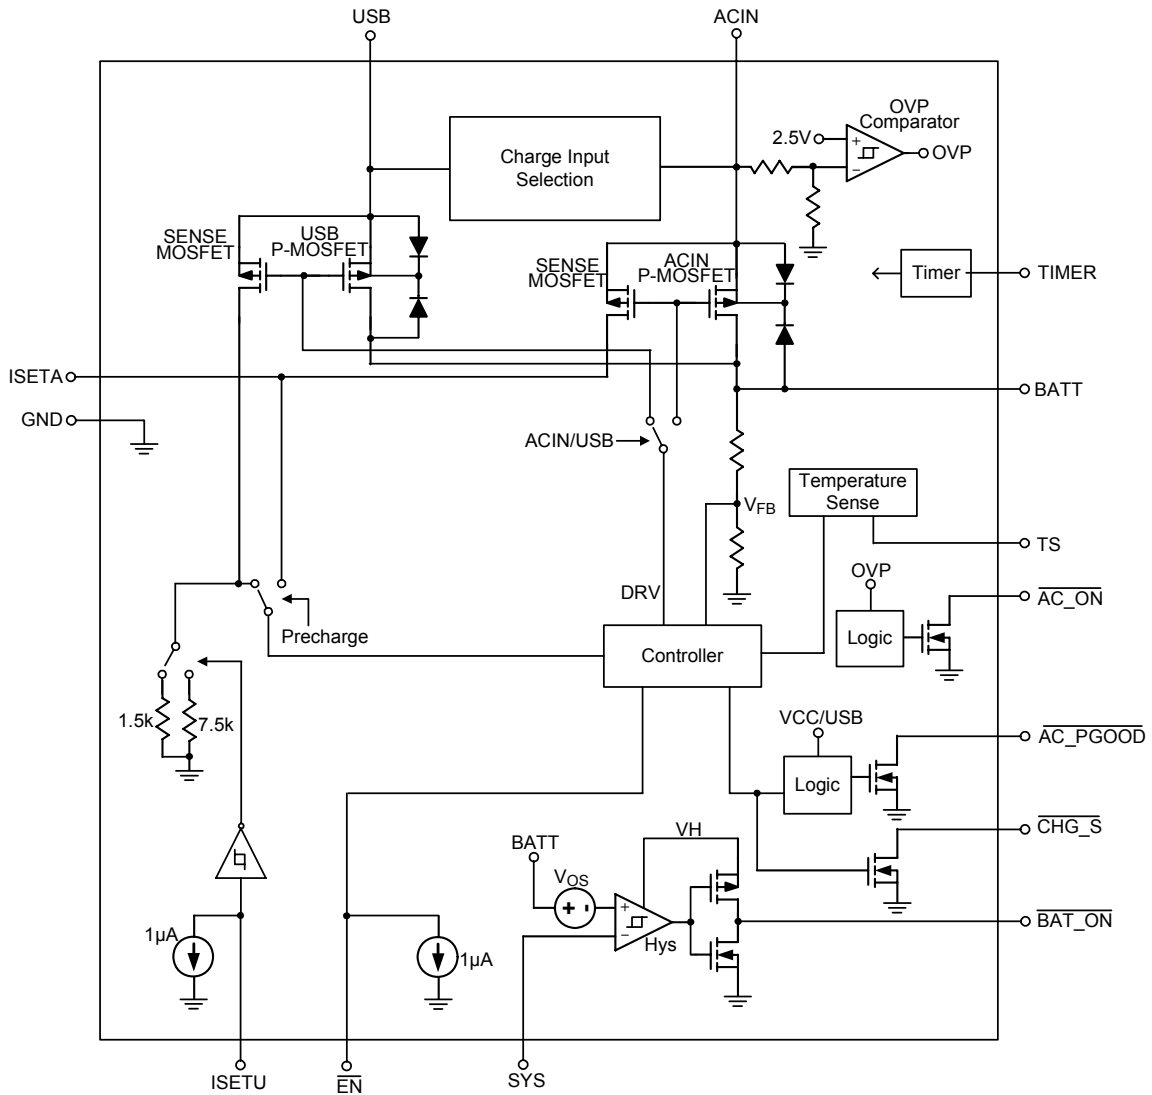 USB
ACIN
OVP
Comparator
2.5V
OVP
Charge Input
Selection
SENSE
MOSFET
USB
P-MOSFET
SENSE
MOSFET
ACIN
P-MOSFET
Timer
TIMER
ISETA
BATT
GND
ACIN/USB
Temperature
Sense
VFB
TS
OVP
AC_ON
DRV
Logic
Precharge
Controller
1.5k
7.5k
VCC/USB
AC_PGOOD
Logic
CHG_S
VH
BATT
VOS
+ -
+
−
Hys
BAT_ON
1µA
1µA
ISETU
EN
SYS